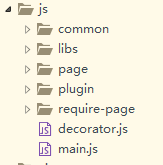 js
common
libs
page
plugin
require-page
decorator.js
main.js